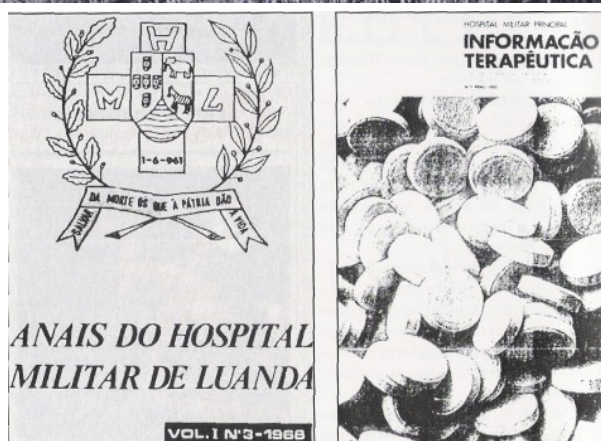 H
M L
1-6-961
SALVAR DA MORTE OS QUE À PÁTRIA DÃO A VIDA
ANAIS DO HOSPITAL
MILITAR DE LUANDA
VOL. I Nº3-1968
HOSPITAL MILITAR PRINCIPAL
INFORMAÇÃO
TERAPÊUTICA